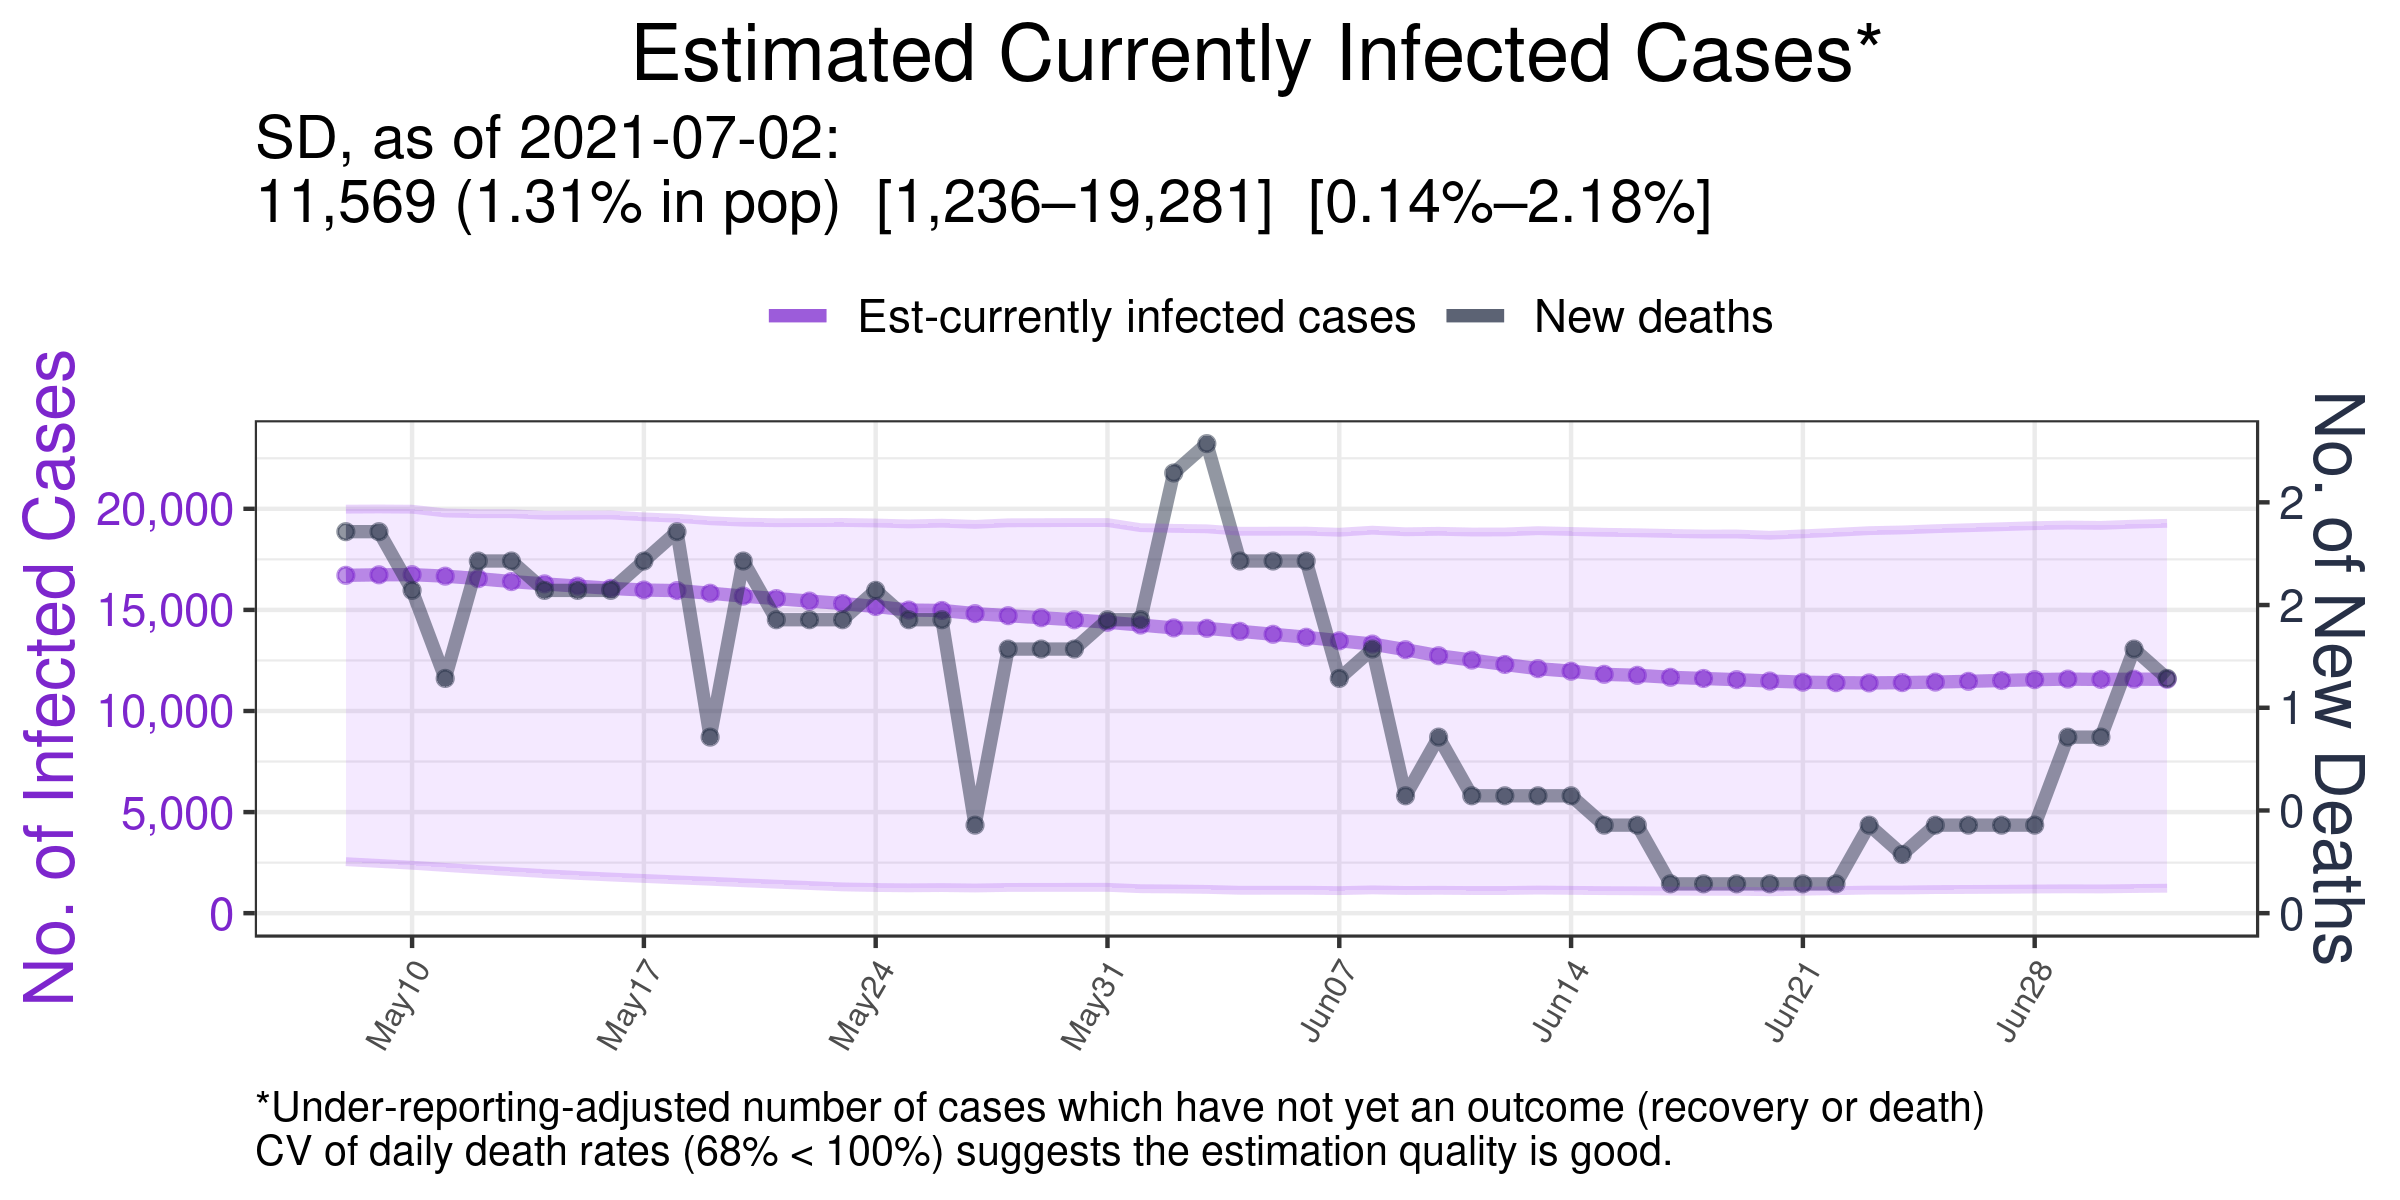 Estimated Currently Infected Cases*
SD, as of 2021-07-02:
11,569 (1.31% in pop)  [1,236–19,281]  [0.14%–2.18%]
Est-currently infected cases
New deaths
No. of Infected Cases
20,000
15,000
10,000
5,000
0
2
2
1
0
0
No. of New Deaths
May10
May17
May24
May31
Jun07
Jun14
Jun21
Jun28
*Under-reporting-adjusted number of cases which have not yet an outcome (recovery or death)
CV of daily death rates (68% < 100%) suggests the estimation quality is good.